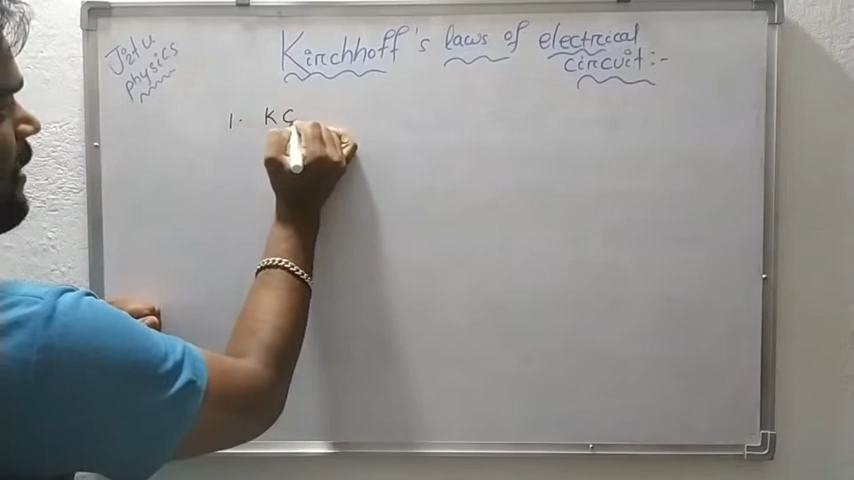 Jitu
physics
Kirchhoff's laws of electrical
circuit :-
1. KC